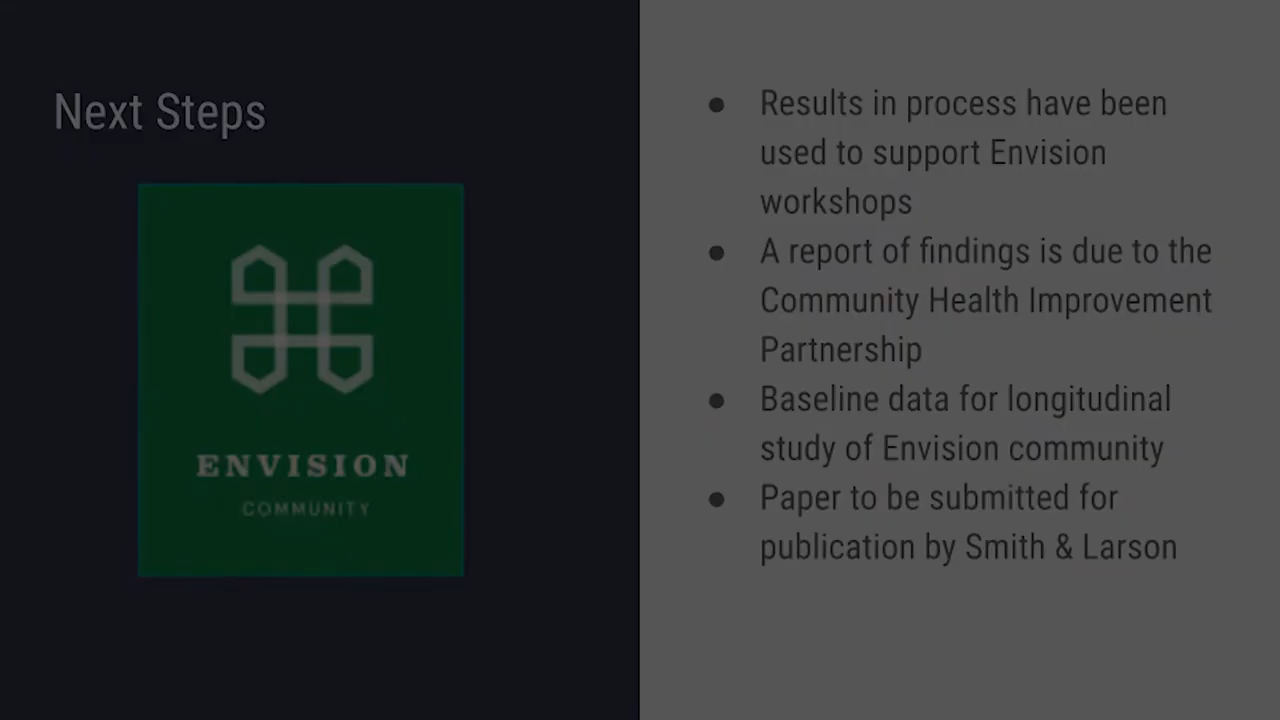 Next Steps
ENVISION
COMMUNITY
● Results in process have been
used to support Envision
workshops
● A report of findings is due to the
Community Health Improvement
Partnership
● Baseline data for longitudinal
study of Envision community
● Paper to be submitted for
publication by Smith & Larson